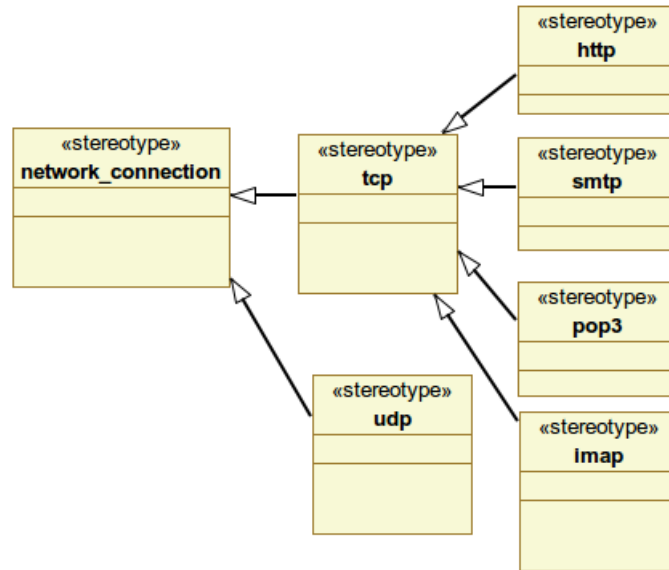 «stereotype»
http
«stereotype»
network_connection
«stereotype»
tcp
«stereotype»
smtp
«stereotype»
pop3
«stereotype»
udp
«stereotype»
imap